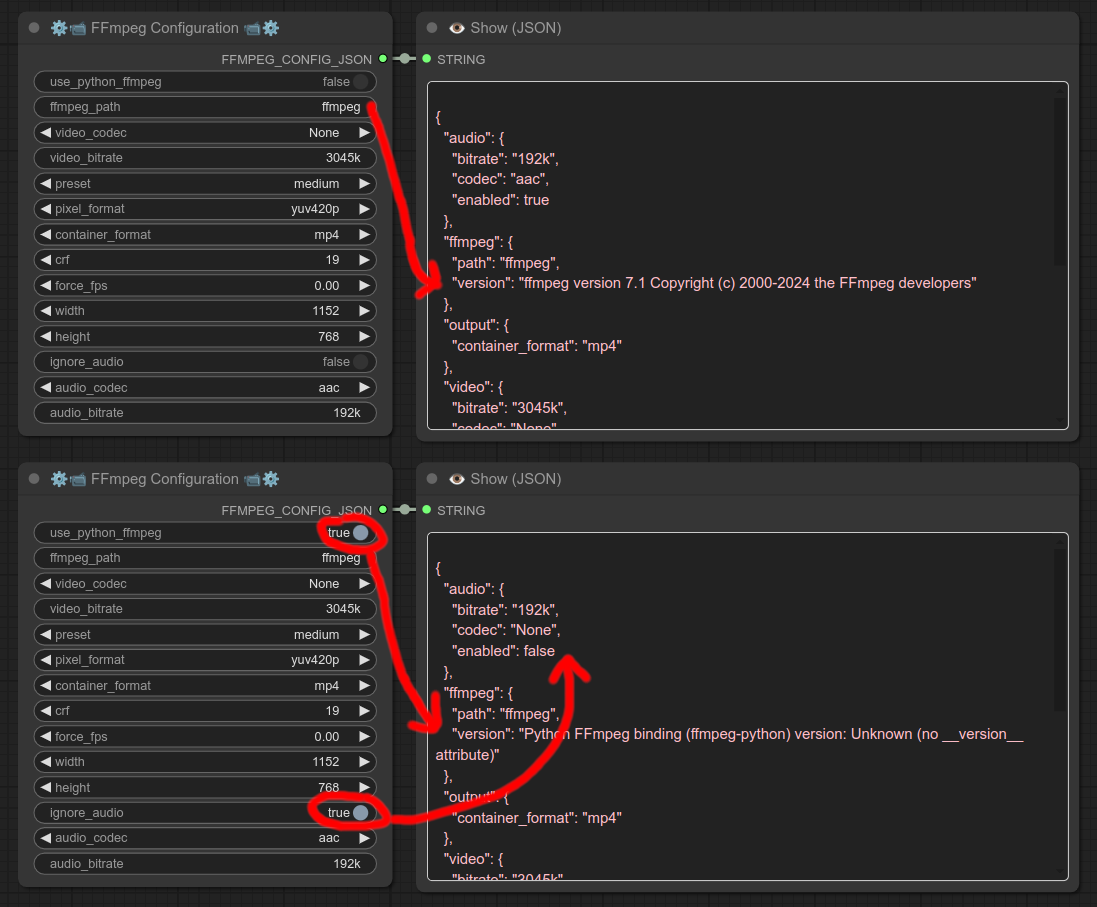 ⚙️📹 FFmpeg Configuration 📹⚙️
FFMPEG_CONFIG_JSON
use_python_ffmpeg false
ffmpeg_path ffmpeg
video_codec None
video_bitrate 3045k
preset medium
pixel_format yuv420p
container_format mp4
crf 19
force_fps 0.00
width 1152
height 768
ignore_audio false
audio_codec aac
audio_bitrate 192k
👁️ Show (JSON)
STRING
{
"audio": {
"bitrate": "192k",
"codec": "aac",
"enabled": true
},
"ffmpeg": {
"path": "ffmpeg",
"version": "ffmpeg version 7.1 Copyright (c) 2000-2024 the FFmpeg developers"
},
"output": {
"container_format": "mp4"
},
"video": {
"bitrate": "3045k",
"codec": "None"
⚙️📹 FFmpeg Configuration 📹⚙️
FFMPEG_CONFIG_JSON
use_python_ffmpeg true
ffmpeg_path ffmpeg
video_codec None
video_bitrate 3045k
preset medium
pixel_format yuv420p
container_format mp4
crf 19
force_fps 0.00
width 1152
height 768
ignore_audio true
audio_codec aac
audio_bitrate 192k
👁️ Show (JSON)
STRING
{
"audio": {
"bitrate": "192k",
"codec": "None",
"enabled": false
},
"ffmpeg": {
"path": "ffmpeg",
"version": "Python FFmpeg binding (ffmpeg-python) version: Unknown (no __version__
attribute)"
},
"output": {
"container_format": "mp4"
},
"video": {
"bitrate": "3045k"